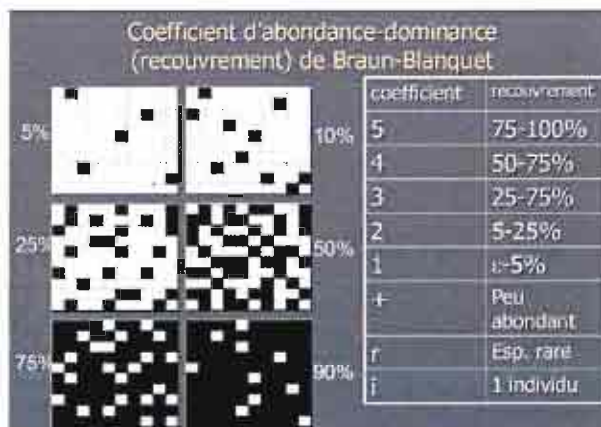 Coefficient d'abondance-dominance
(recouvrement) de Braun-Blanquet
5%
10%
25%
50%
75%
90%
coefficient recouvrement
5 75-100%
4 50-75%
3 25-75%
2 5-25%
1 ε-5%
+ Peu
abondant
r Esp. rare
i 1 individu